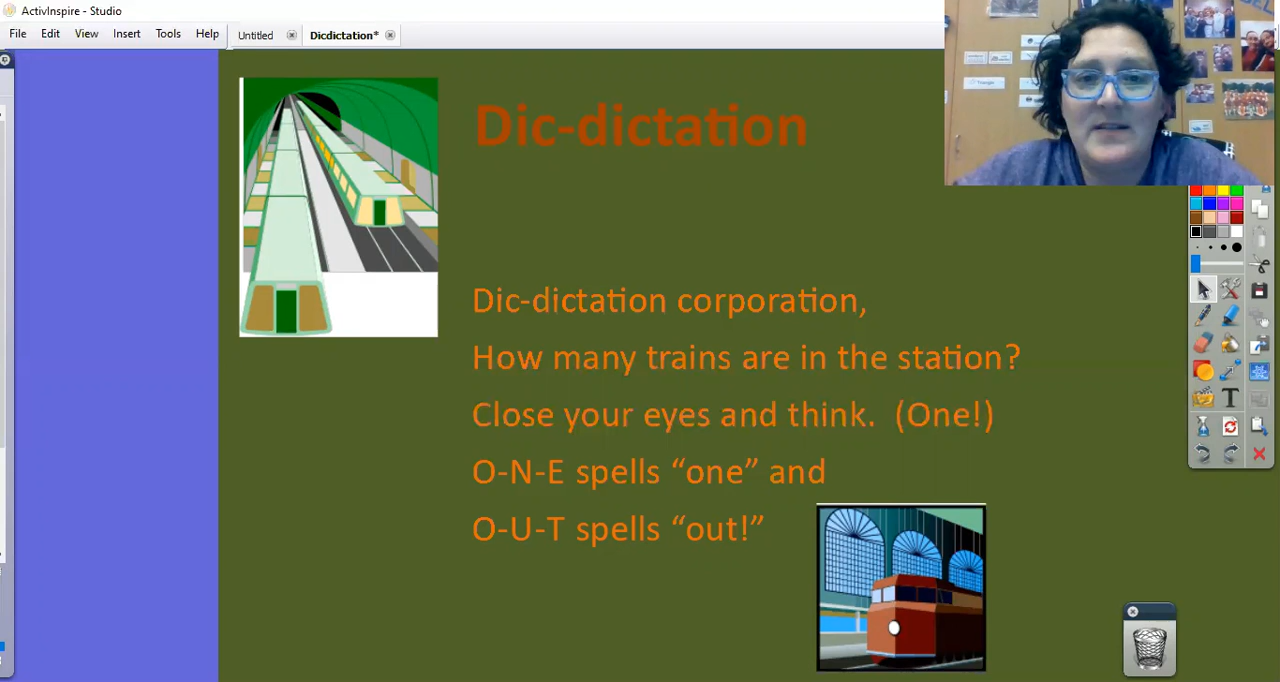 ActivInspire - Studio
File Edit View Insert Tools Help Untitled Dicdictation*
Dic-dictation
Dic-dictation corporation,
How many trains are in the station?
Close your eyes and think. (One!)
O-N-E spells “one” and
O-U-T spells “out!”